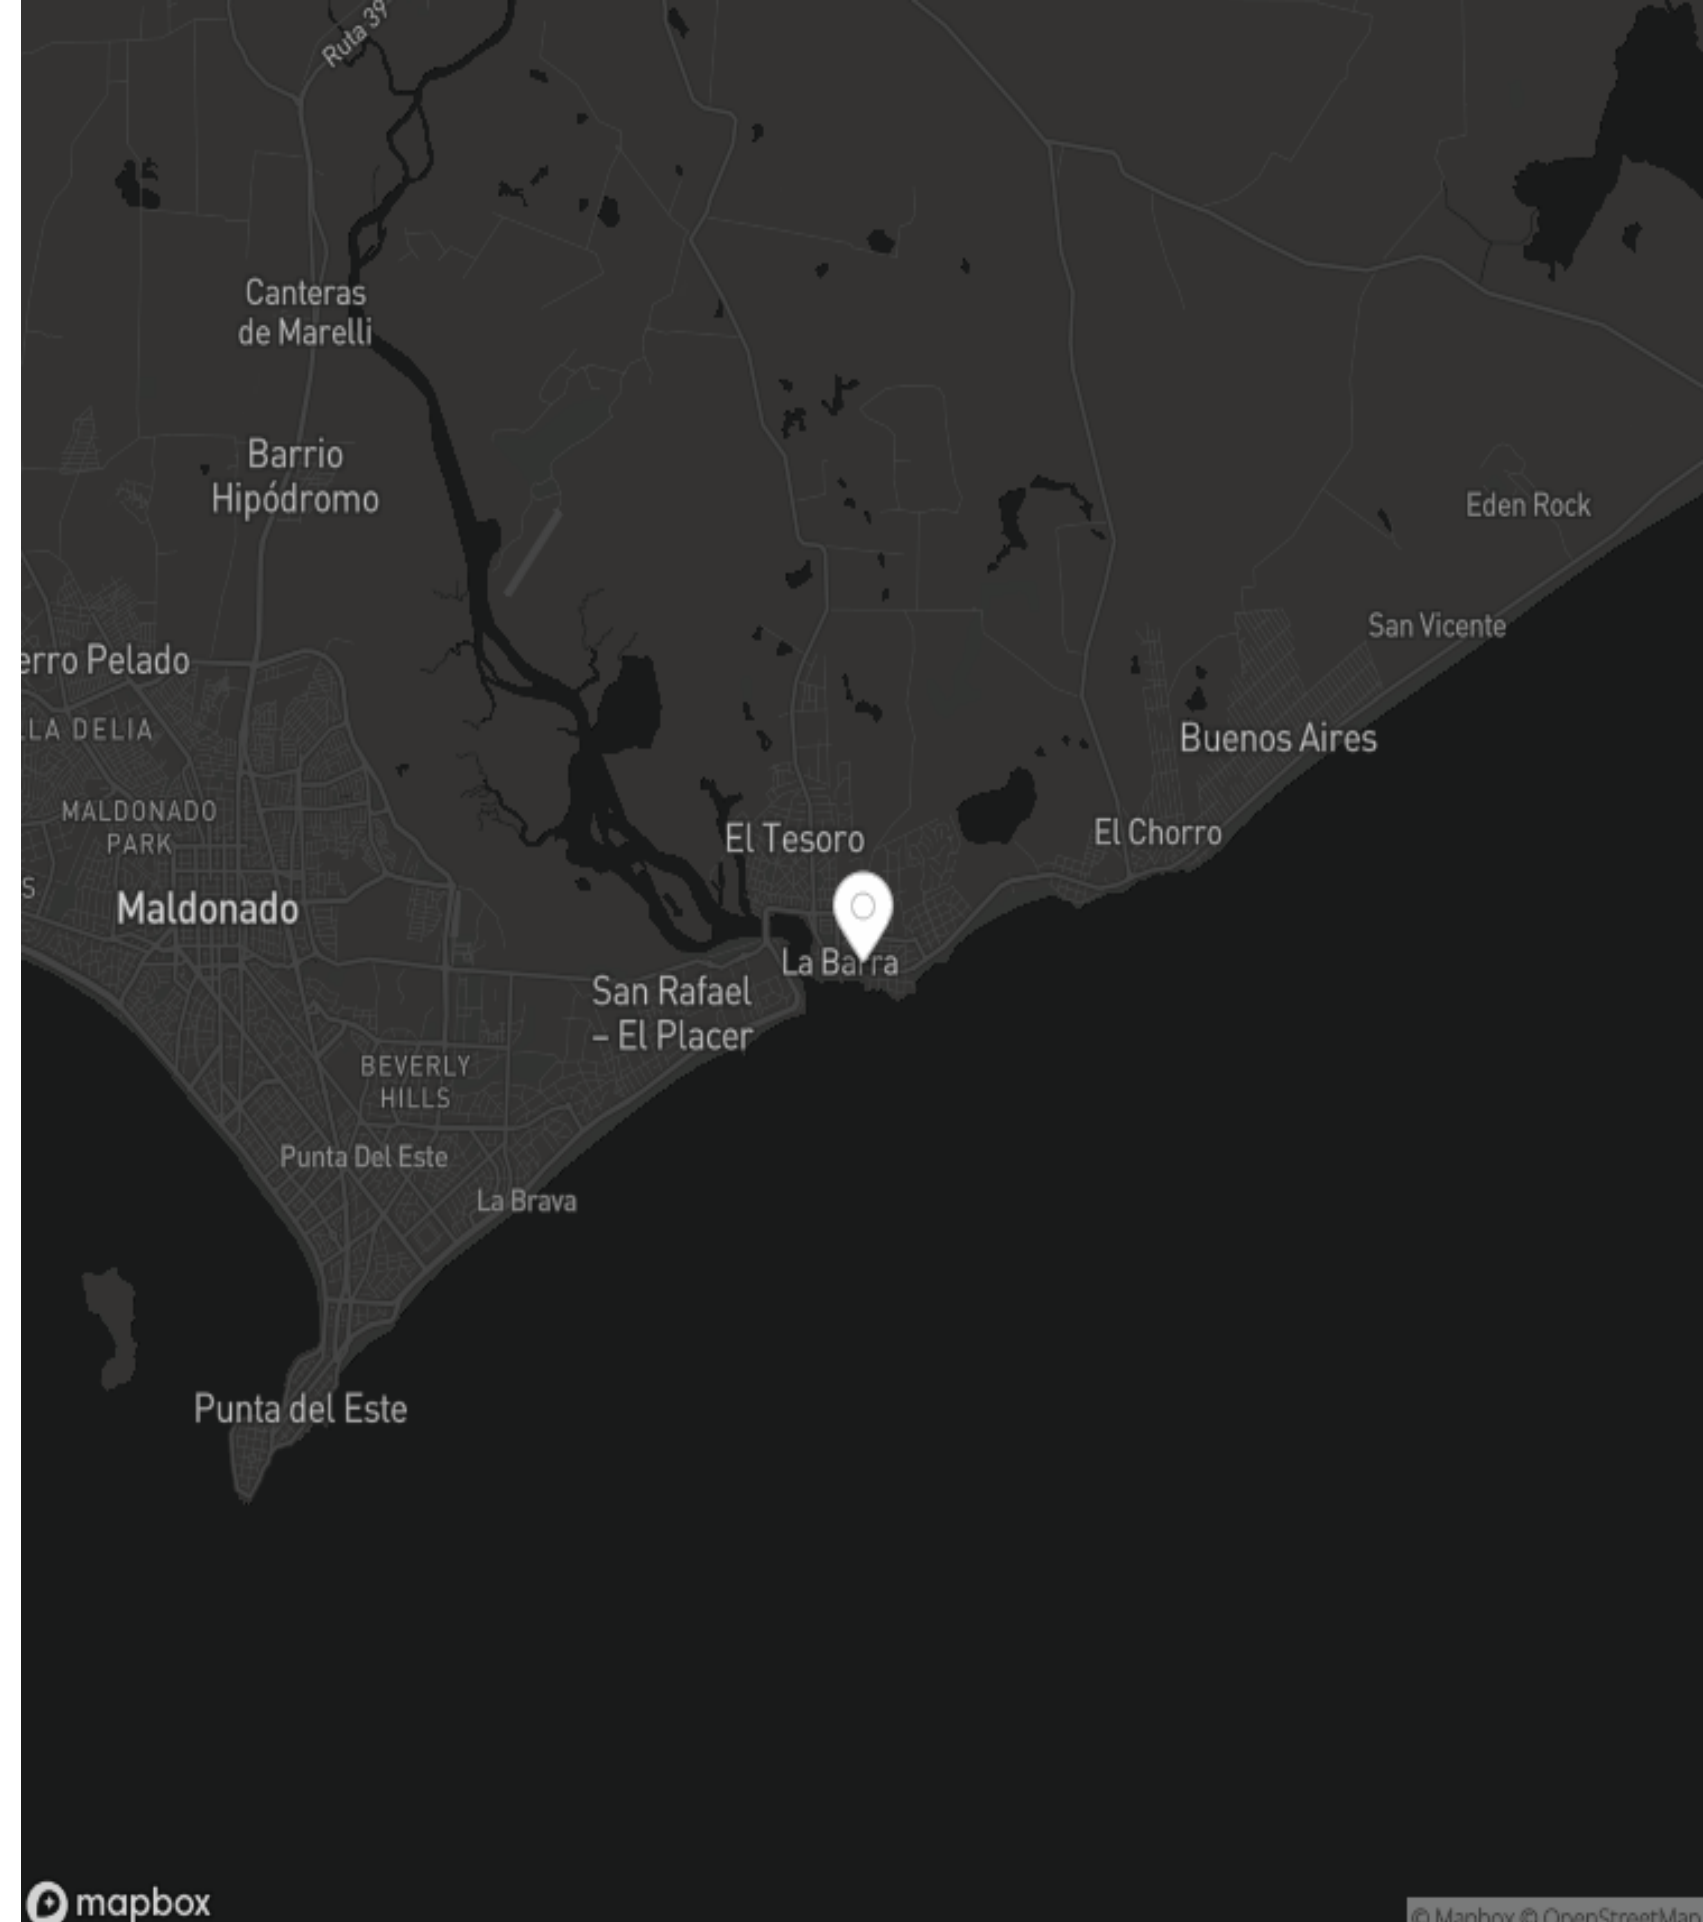 Ruta 39
Canteras
de Marelli
Barrio
Hipódromo
Eden Rock
San Vicente
erro Pelado
LA DELIA
Buenos Aires
MALDONADO
PARK
El Tesoro
El Chorro
S
Maldonado
La Barra
San Rafael
– El Placer
BEVERLY
HILLS
Punta Del Este
La Brava
Punta del Este
mapbox
© Mapbox © OpenStreetMap